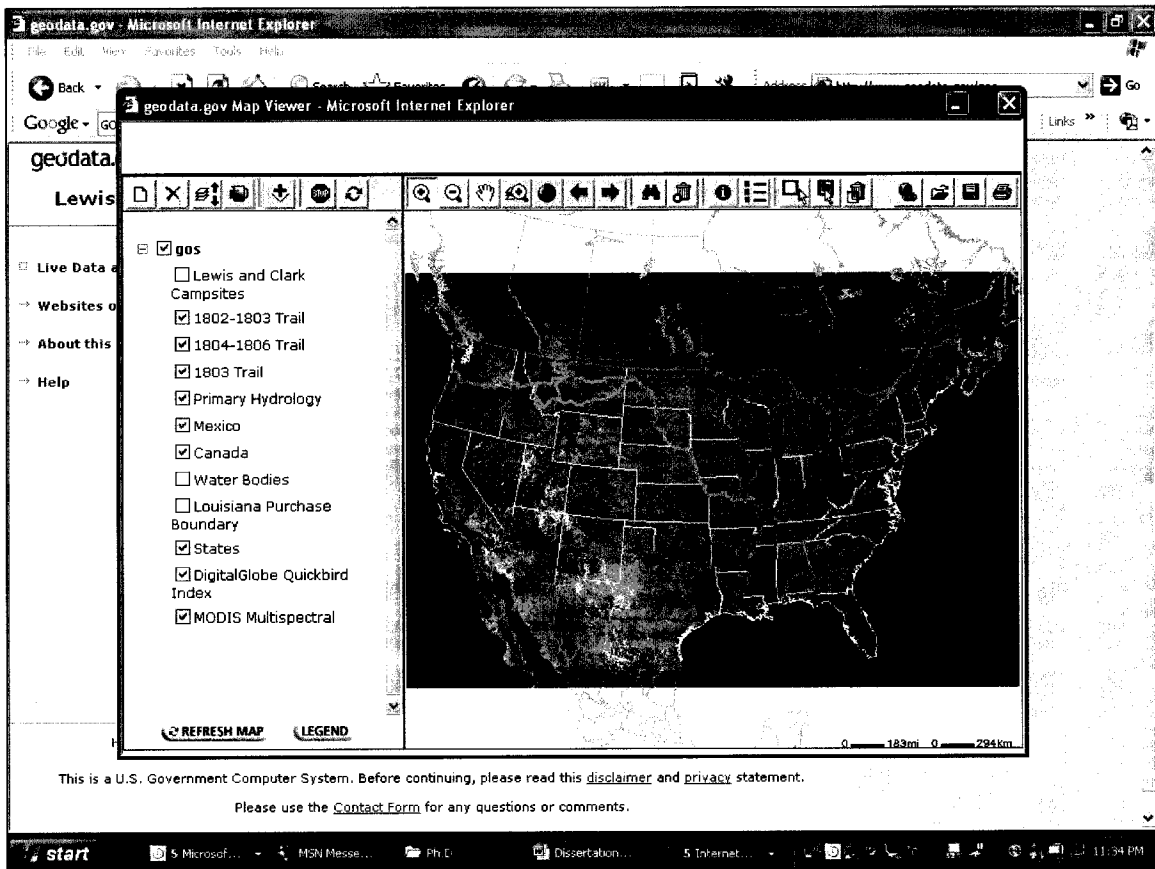 geodata.gov - Microsoft Internet Explorer
File Edit View Favorites Tools Help
Back
Search
Favorites
Address
Go
geodata.gov Map Viewer - Microsoft Internet Explorer
Google
Links »
geodata.
Lewis
STOP
Live Data a
Websites o
About this
Help
gos
Lewis and Clark
Campsites
1802-1803 Trail
1804-1806 Trail
1803 Trail
Primary Hydrology
Mexico
Canada
Water Bodies
Louisiana Purchase
Boundary
States
DigitalGlobe Quickbird
Index
MODIS Multispectral
REFRESH MAP
LEGEND
0 183mi 0 294km
This is a U.S. Government Computer System. Before continuing, please read this disclaimer and privacy statement.
Please use the Contact Form for any questions or comments.
start
5 Microsof...
MSN Messe...
Ph.D
Dissertation...
5 Internet...
11:34 PM